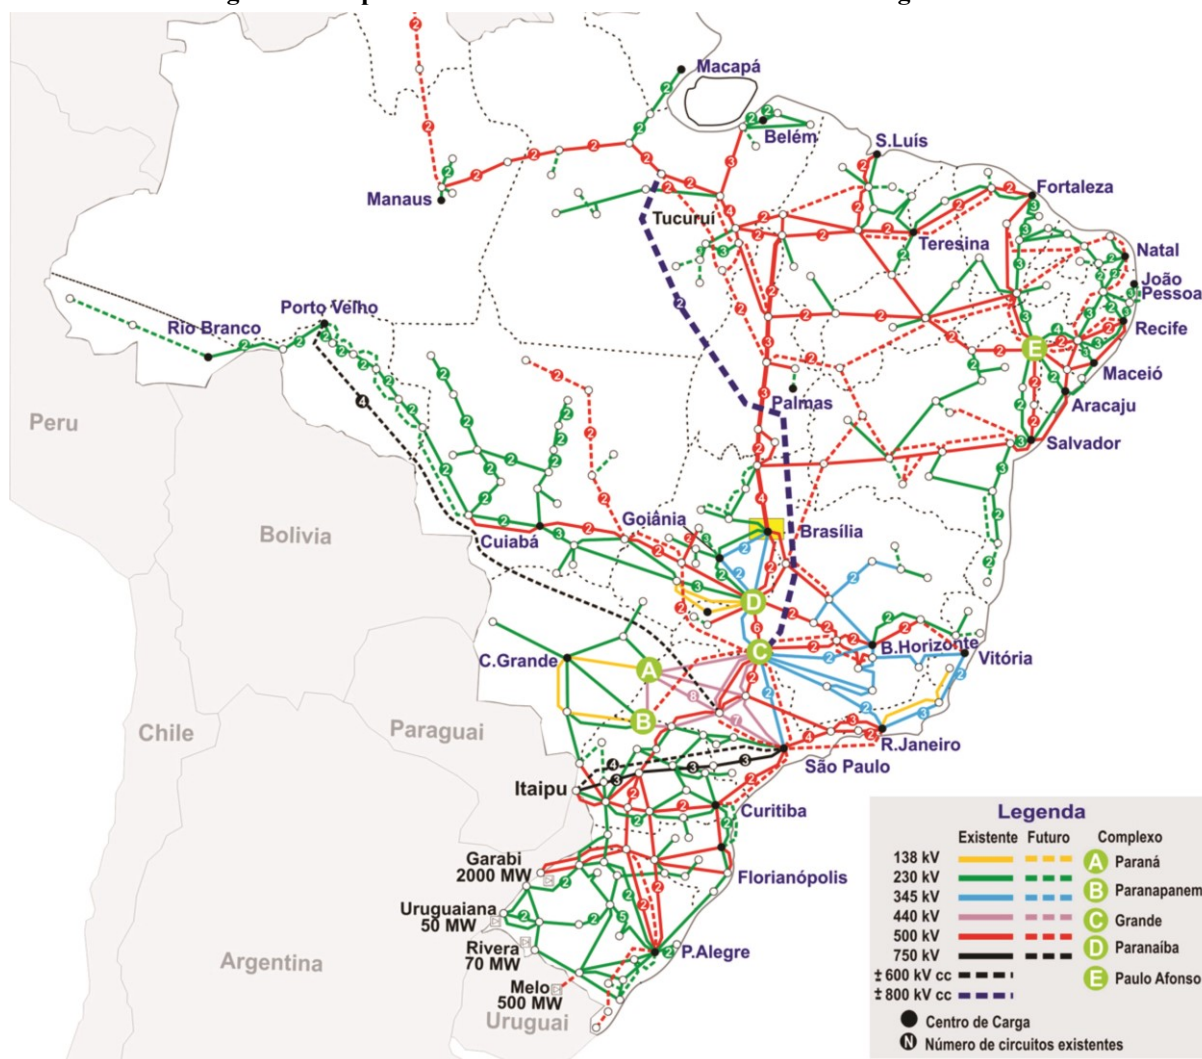 Macapá
Belém
S.Luís
Fortaleza
Manaus
Tucuruí
Teresina
Natal
João
Pessoa
Porto Velho
Rio Branco
Recife
Palmas
Maceió
Aracaju
Salvador
Peru
Bolivia
Cuiabá
Goiânia
Brasília
C.Grande
B.Horizonte
Vitória
Chile
Paraguai
R.Janeiro
São Paulo
Itaipu
Curitiba
Garabi
2000 MW
Florianópolis
Uruguaiana
50 MW
Rivera
70 MW
P.Alegre
Argentina
Melo
500 MW
Uruguai
A
B
C
D
E
Legenda
Existente Futuro Complexo
138 kV A Paraná
230 kV B Paranapanem
345 kV C Grande
440 kV D Paranaíba
500 kV E Paulo Afonso
750 kV
± 600 kV cc
± 800 kV cc
Centro de Carga
N Número de circuitos existentes